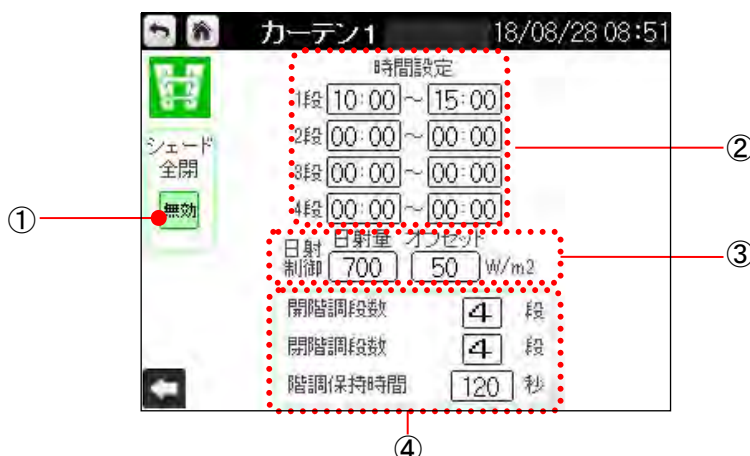 カーテン1 18/08/28 08:51
時間設定
1段 10:00 ～ 15:00
2段 00:00 ～ 00:00
3段 00:00 ～ 00:00
4段 00:00 ～ 00:00
シェード
全閉
無効
日射量 オフセット
日射
制御 700 50 W/m2
開階調段数 4 段
閉階調段数 4 段
階調保持時間 120 秒
①
②
③
④